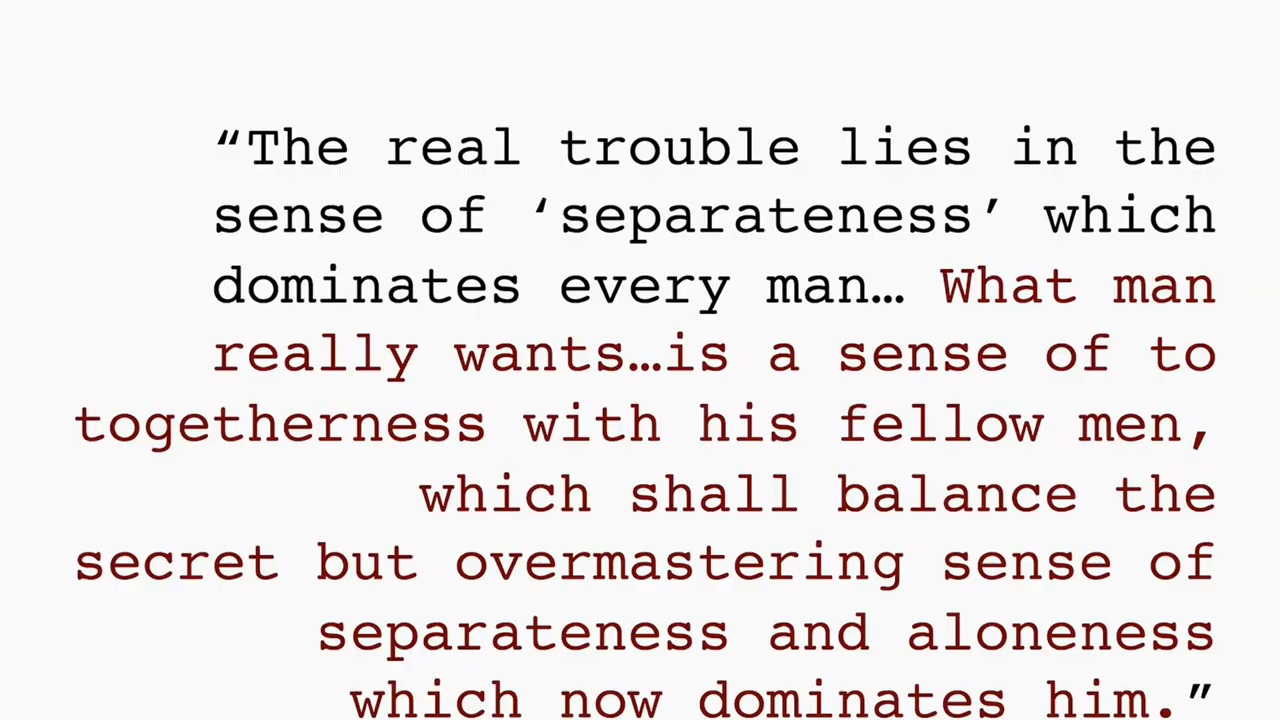 “The real trouble lies in the
sense of ‘separateness’ which
dominates every man… What man
really wants…is a sense of to
togetherness with his fellow men,
which shall balance the
secret but overmastering sense of
separateness and aloneness
which now dominates him.”